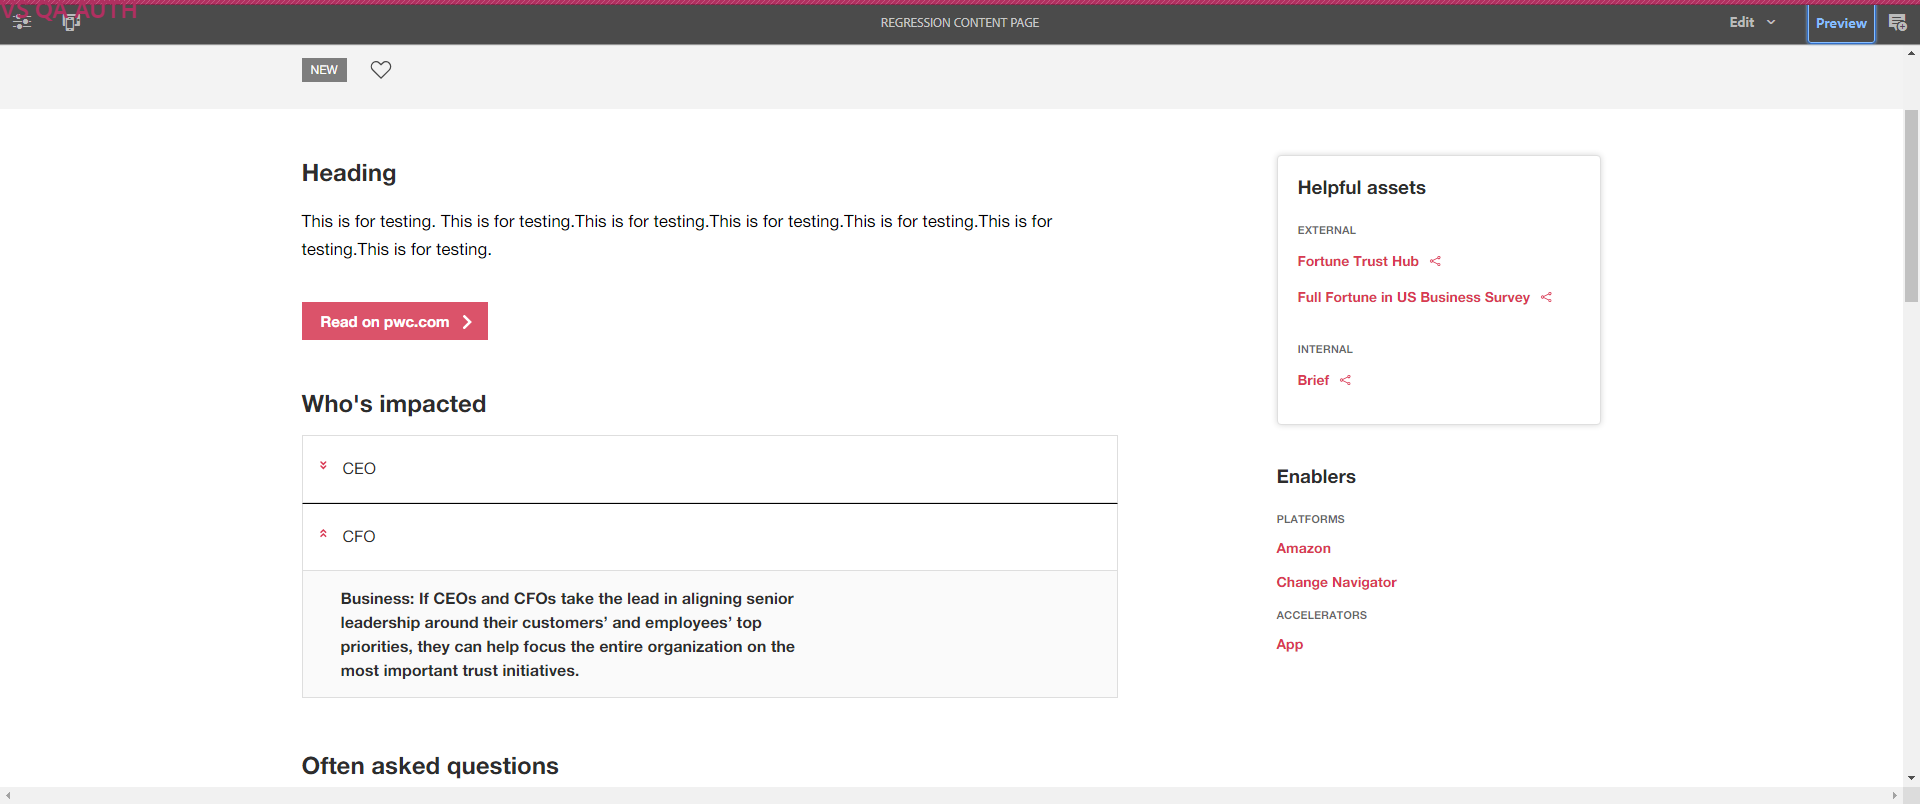 VS QA AUTH
REGRESSION CONTENT PAGE
Edit
Preview
NEW
Heading
This is for testing. This is for testing.This is for testing.This is for testing.This is for testing.This is for
testing.This is for testing.
Read on pwc.com
Who's impacted
CEO
CFO
Business: If CEOs and CFOs take the lead in aligning senior
leadership around their customers’ and employees’ top
priorities, they can help focus the entire organization on the
most important trust initiatives.
Often asked questions
Helpful assets
EXTERNAL
Fortune Trust Hub
Full Fortune in US Business Survey
INTERNAL
Brief
Enablers
PLATFORMS
Amazon
Change Navigator
ACCELERATORS
App